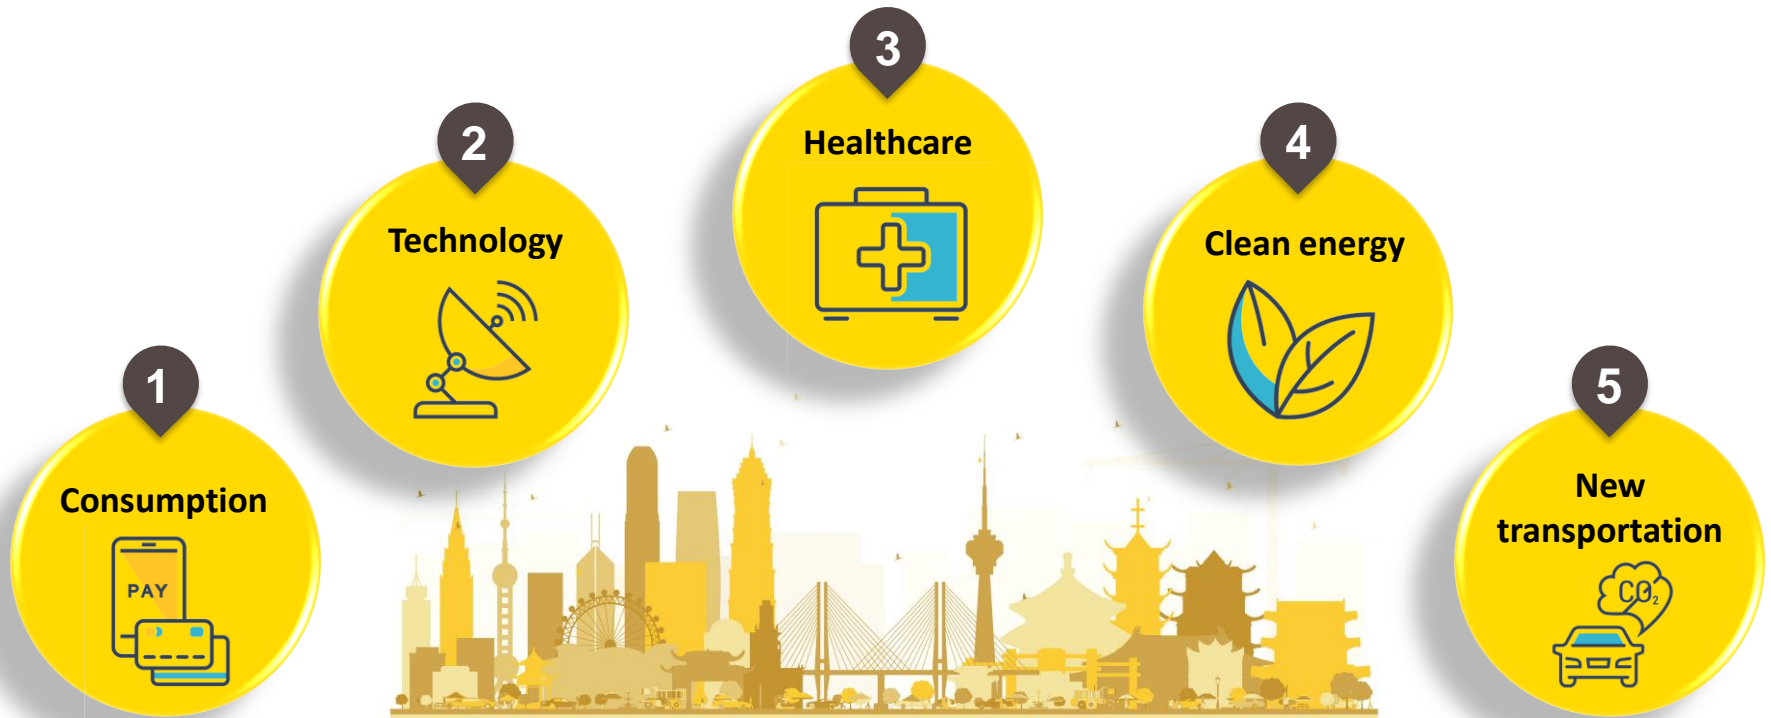 1
Consumption
PAY
2
Technology
3
Healthcare
4
Clean energy
5
New
transportation
CO₂